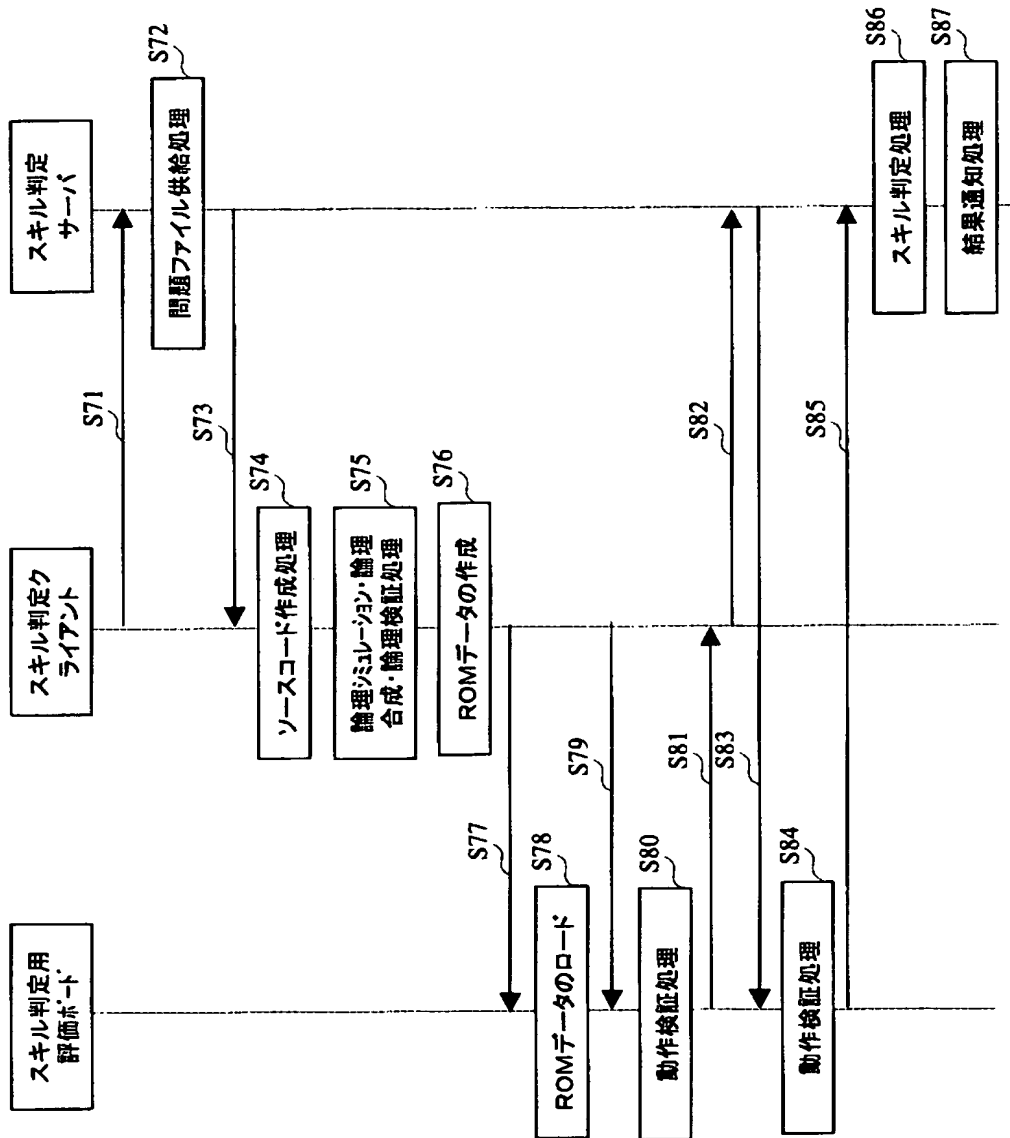 スキル判定用
評価ボード
スキル判定ク
ライアント
スキル判定
サーバ
S71
問題ファイル供給処理
S72
S73
ソースコード作成処理
S74
論理シミュレーション・論理
合成・論理検証処理
S75
ROMデータの作成
S76
S77
ROMデータのロード
S78
S79
動作検証処理
S80
S81
S82
S83
動作検証処理
S84
S85
スキル判定処理
S86
結果通知処理
S87